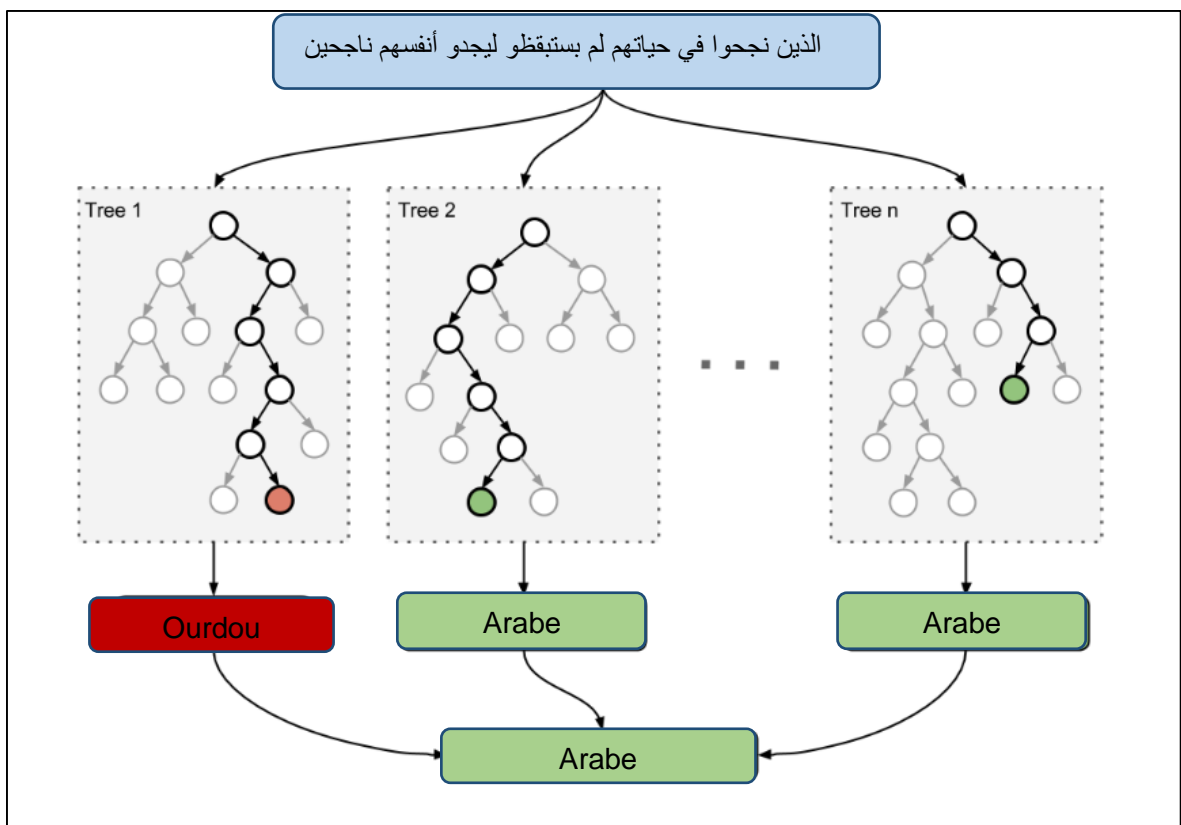 الذين نجحوا في حياتهم لم بستبقظو ليجدو أنفسهم ناجحين
Tree 1
Tree 2
Tree n
Ourdou
Arabe
Arabe
Arabe